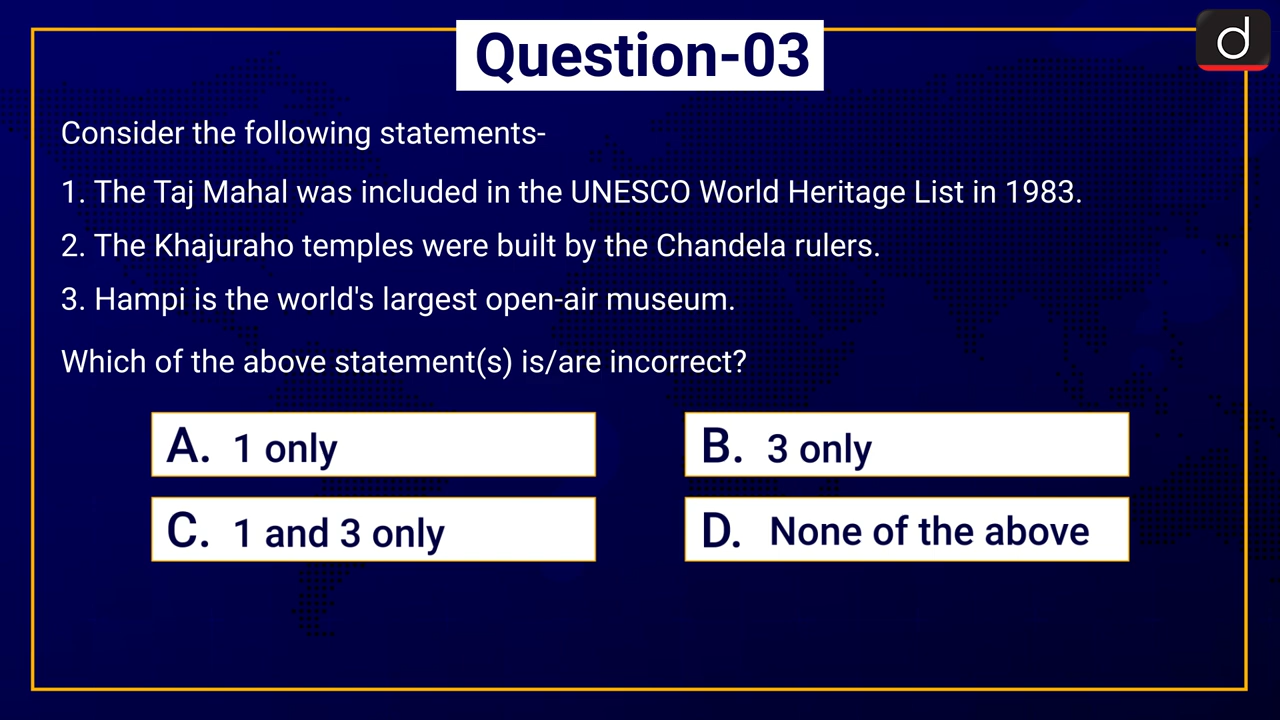 Question-03
d
Consider the following statements-
1. The Taj Mahal was included in the UNESCO World Heritage List in 1983.
2. The Khajuraho temples were built by the Chandela rulers.
3. Hampi is the world's largest open-air museum.
Which of the above statement(s) is/are incorrect?
A. 1 only
B. 3 only
C. 1 and 3 only
D. None of the above